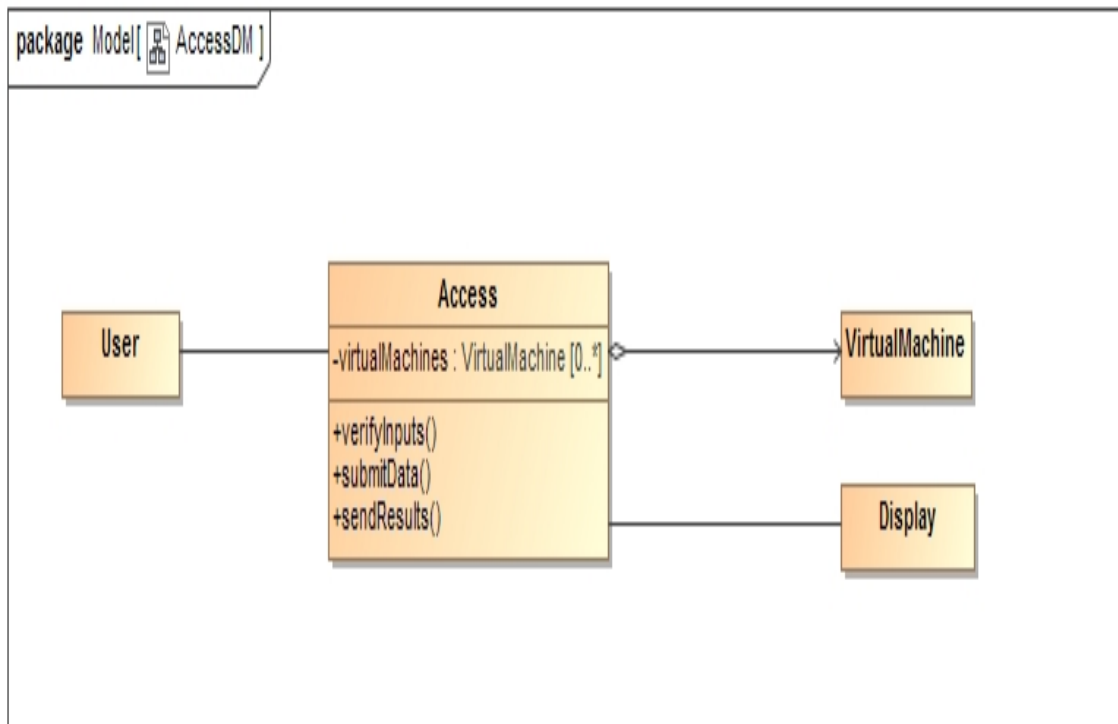 package Model[ AccessDM ]
Access
User
-virtualMachines : VirtualMachine [0..*]
VirtualMachine
+verifyInputs()
+submitData()
+sendResults()
Display